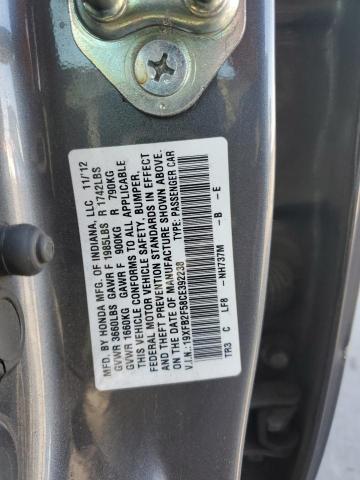 MFD. BY HONDA MFG. OF INDIANA, LLC 11/12
GVWR 3660LBS GAWR F 1985LBS R 1742LBS
GVWR 1660KG GAWR F 900KG R 790KG
THIS VEHICLE CONFORMS TO ALL APPLICABLE
FEDERAL MOTOR VEHICLE SAFETY, BUMPER,
AND THEFT PREVENTION STANDARDS IN EFFECT
ON THE DATE OF MANUFACTURE SHOWN ABOVE.
V.I.N.:19XFB2F58CE392238 TYPE: PASSENGER CAR
TR3 C LF8 -NH737M -B -E